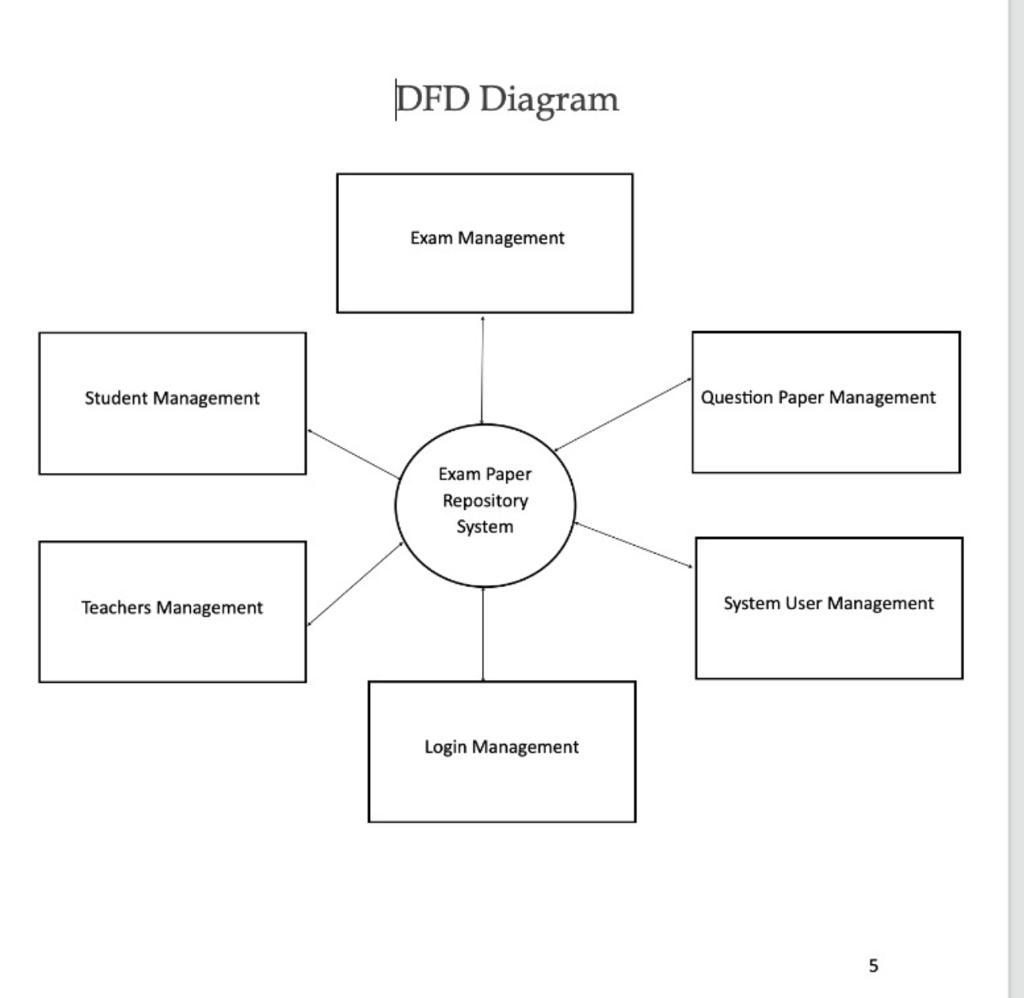 DFD Diagram
Exam Management
Student Management
Question Paper Management
Exam Paper
Repository
System
Teachers Management
System User Management
Login Management
5